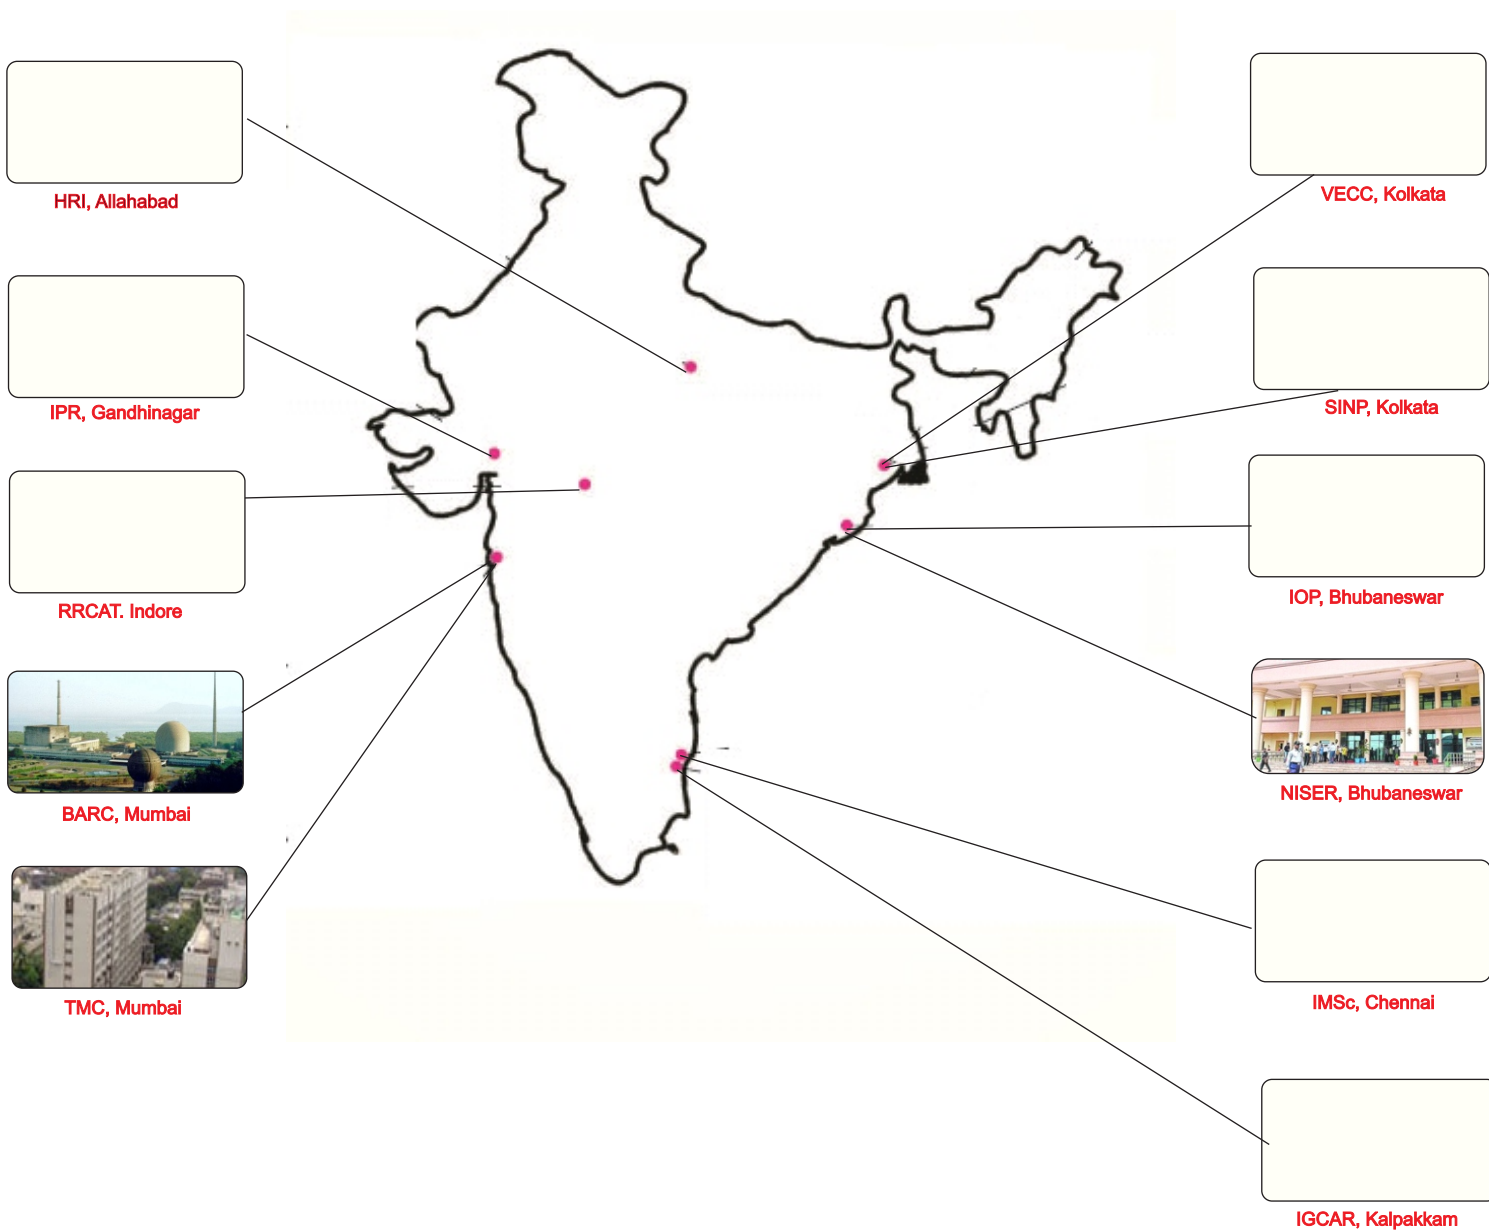 HRI, Allahabad
IPR, Gandhinagar
RRCAT. Indore
BARC, Mumbai
TMC, Mumbai
VECC, Kolkata
SINP, Kolkata
IOP, Bhubaneswar
NISER, Bhubaneswar
IMSc, Chennai
IGCAR, Kalpakkam